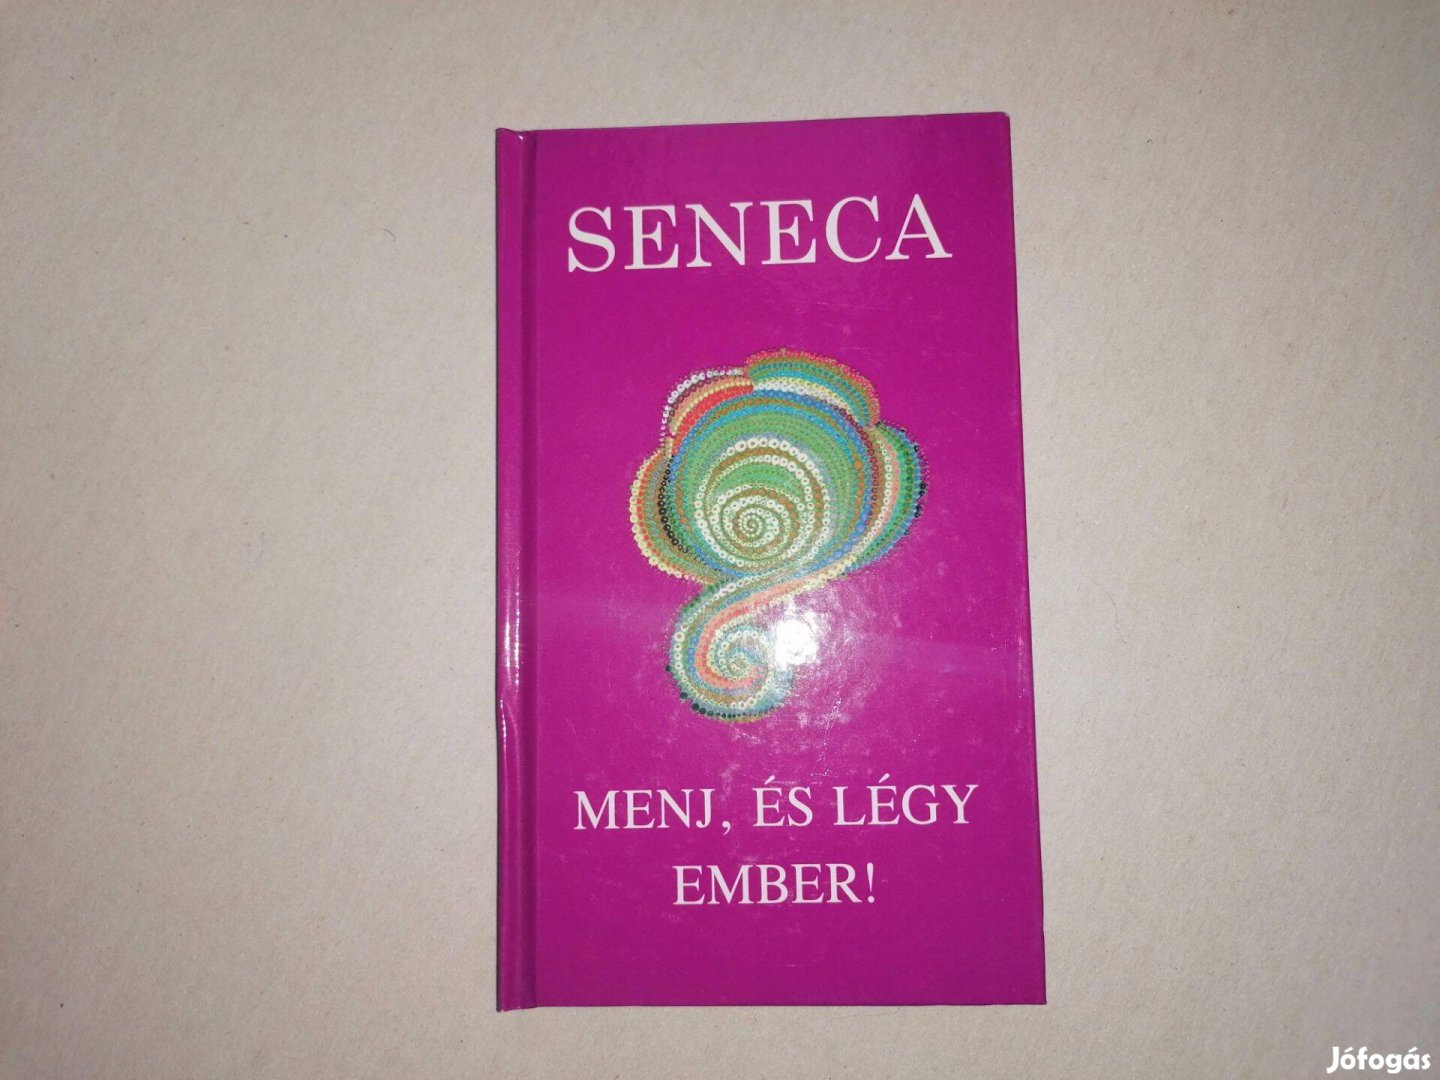 SENECA
MENJ, ÉS LÉGY
EMBER!
Jófogás